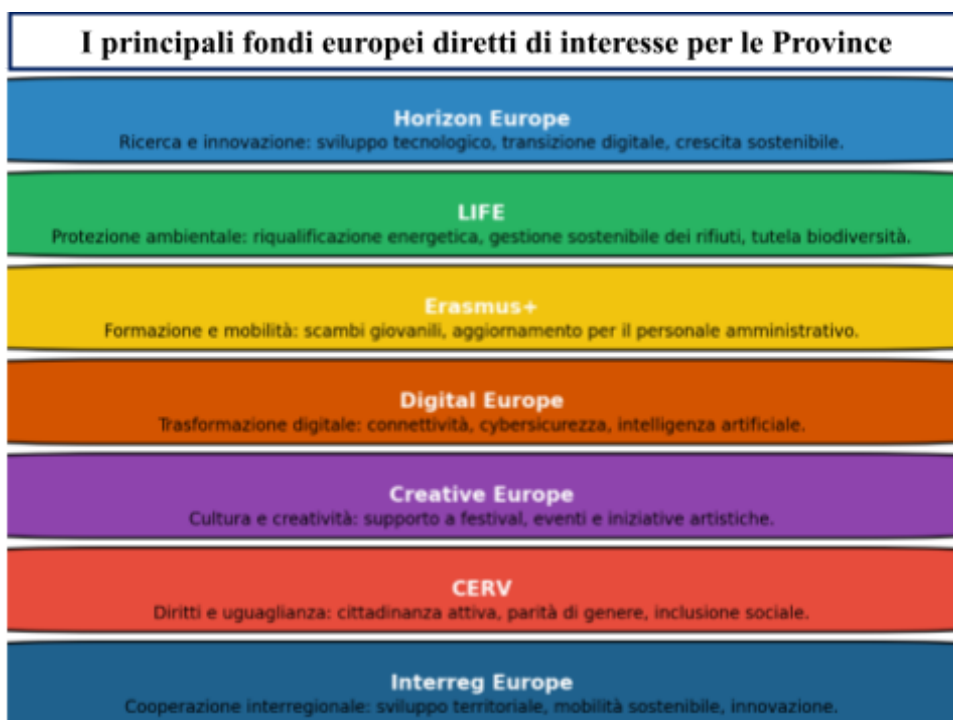 I principali fondi europei diretti di interesse per le Province
Horizon Europe
Ricerca e innovazione: sviluppo tecnologico, transizione digitale, crescita sostenibile.
LIFE
Protezione ambientale: riqualificazione energetica, gestione sostenibile dei rifiuti, tutela biodiversità.
Erasmus+
Formazione e mobilità: scambi giovanili, aggiornamento per il personale amministrativo.
Digital Europe
Trasformazione digitale: connettività, cybersicurezza, intelligenza artificiale.
Creative Europe
Cultura e creatività: supporto a festival, eventi e iniziative artistiche.
CERV
Diritti e uguaglianza: cittadinanza attiva, parità di genere, inclusione sociale.
Interreg Europe
Cooperazione interregionale: sviluppo territoriale, mobilità sostenibile, innovazione.